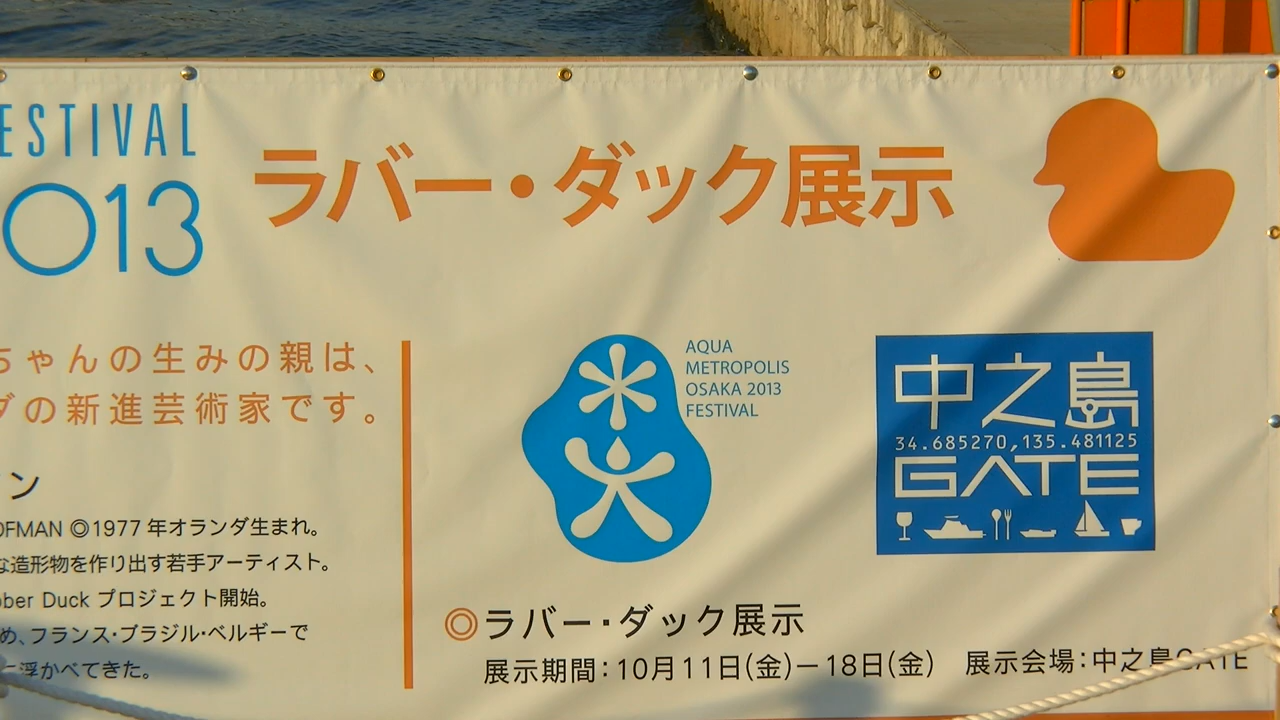 ESTIVAL
2013
ラバー・ダック展示
ちゃんの生みの親は、
ダの新進芸術家です。
ン
OFMAN ◎1977 年オランダ生まれ。
な造形物を作り出す若手アーティスト。
bber Duck プロジェクト開始。
め、フランス・ブラジル・ベルギーで
に浮かべてきた。
AQUA
METROPOLIS
OSAKA 2013
FESTIVAL
中之島
34.685270,135.481125
GATE
◎ラバー・ダック展示
展示期間：10月11日(金)－18日(金) 展示会場：中之島GATE